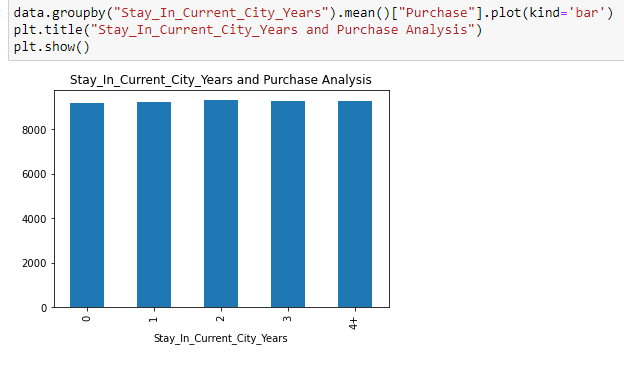 data.groupby("Stay_In_Current_City_Years").mean()["Purchase"].plot(kind='bar')
plt.title("Stay_In_Current_City_Years and Purchase Analysis")
plt.show()
Stay_In_Current_City_Years and Purchase Analysis
8000
6000
4000
2000
0
0 1 2 3 4+
Stay_In_Current_City_Years